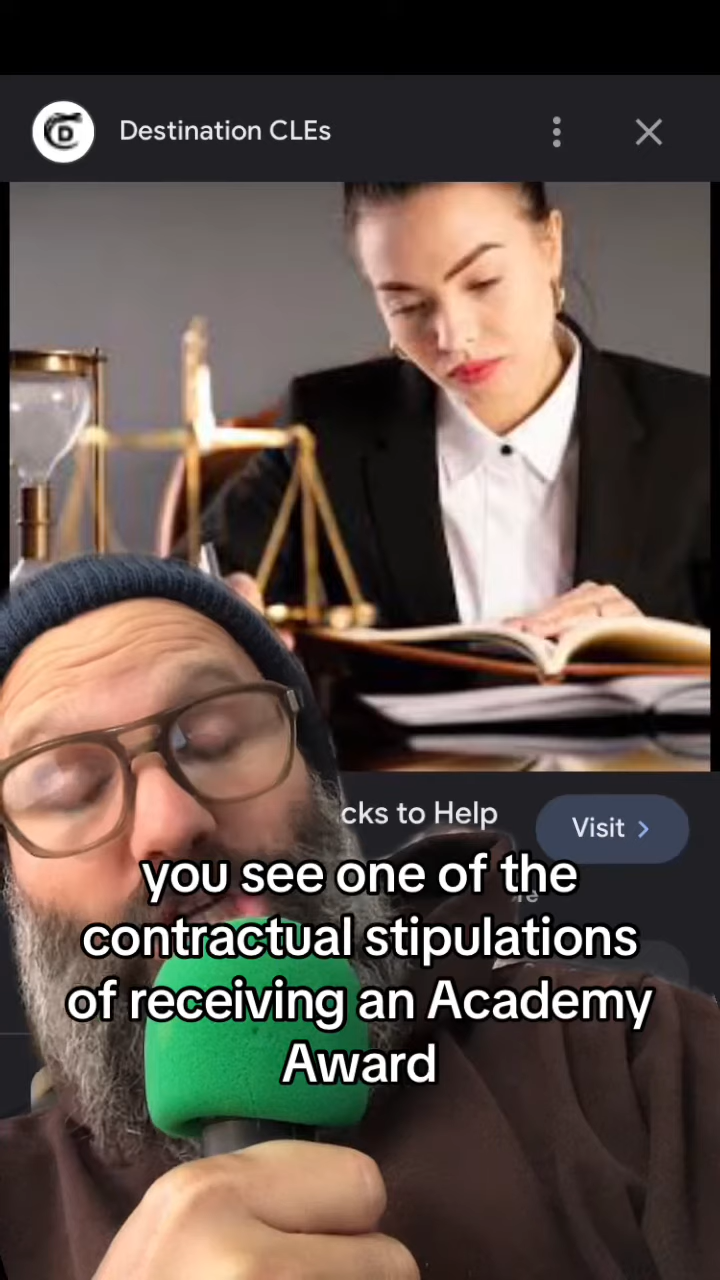 Destination CLEs
cks to Help
Visit
you see one of the
contractual stipulations
of receiving an Academy
Award